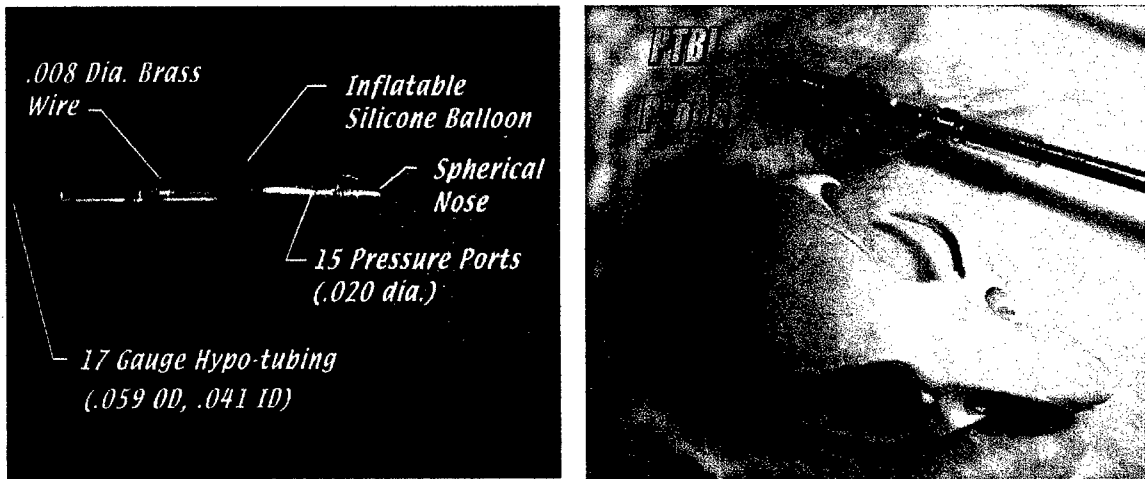 .008 Dia. Brass
Wire
Inflatable
Silicone Balloon
Spherical
Nose
15 Pressure Ports
(.020 dia.)
17 Gauge Hypo-tubing
(.059 OD, .041 ID)